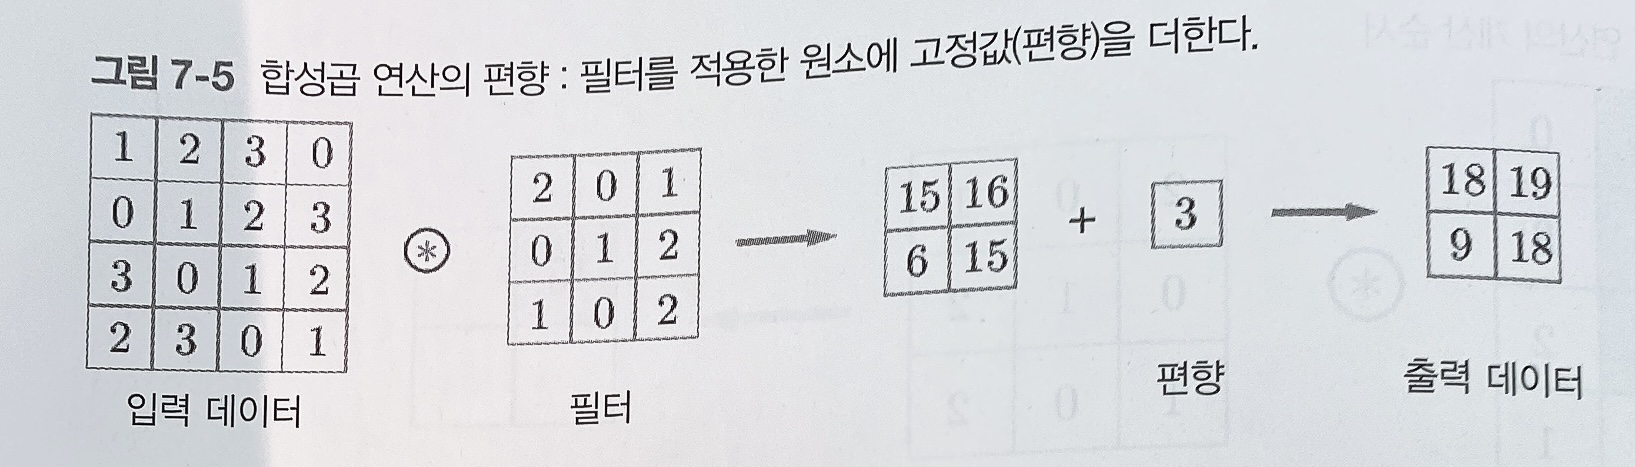 그림 7-5 합성곱 연산의 편향 : 필터를 적용한 원소에 고정값(편향)을 더한다.
1 2 3 0
0 1 2 3
3 0 1 2
2 3 0 1
입력 데이터
⊛
2 0 1
0 1 2
1 0 2
필터
15 16
6 15
+
3
편향
18 19
9 18
출력 데이터